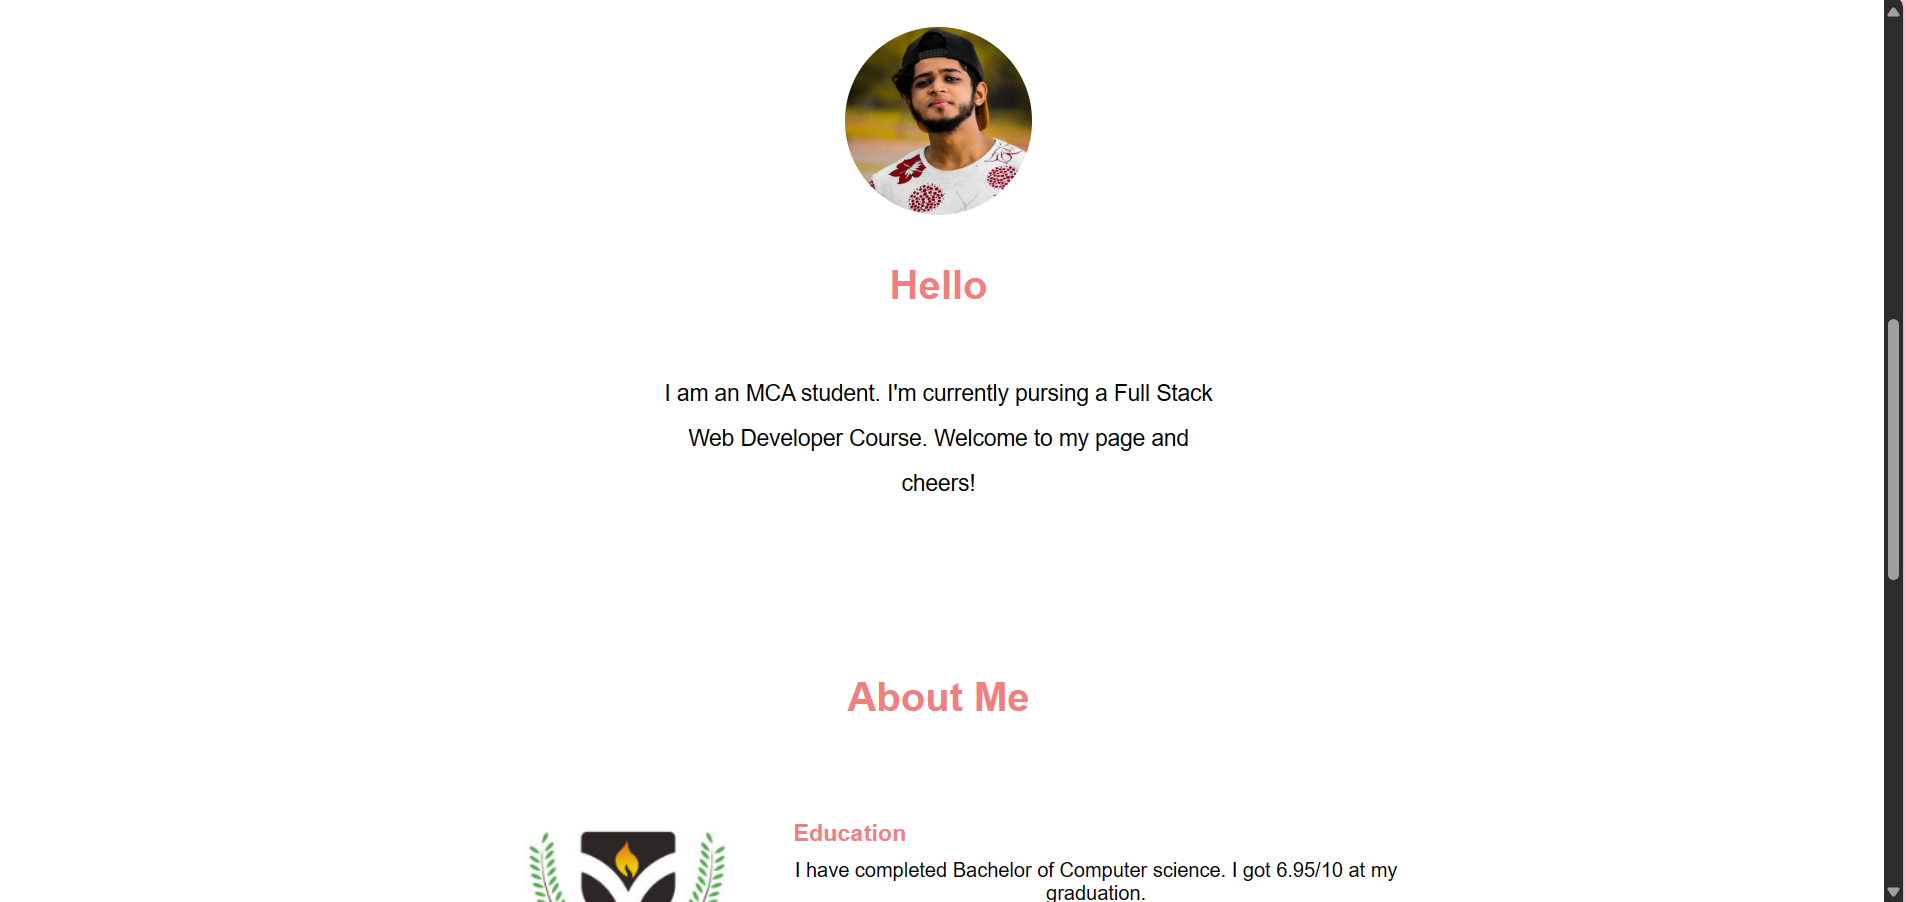 Hello
I am an MCA student. I'm currently pursing a Full Stack
Web Developer Course. Welcome to my page and
cheers!
About Me
Education
I have completed Bachelor of Computer science. I got 6.95/10 at my
graduation.